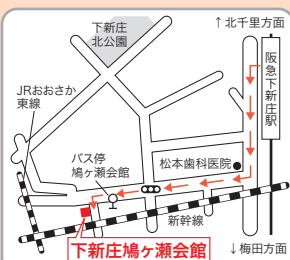 下新庄
北公園
↑北千里方面
阪急下新庄駅
JRおおさか
東線
バス停
鳩ヶ瀬会館
松本歯科医院
新幹線
下新庄鳩ヶ瀬会館
↓梅田方面